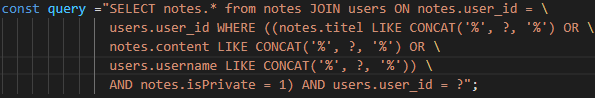 const query ="SELECT notes.* from notes JOIN users ON notes.user_id = \
users.user_id WHERE ((notes.titel LIKE CONCAT('%', ?, '%') OR \
notes.content LIKE CONCAT('%', ?, '%') OR \
users.username LIKE CONCAT('%', ?, '%')) \
AND notes.isPrivate = 1) AND users.user_id = ?";